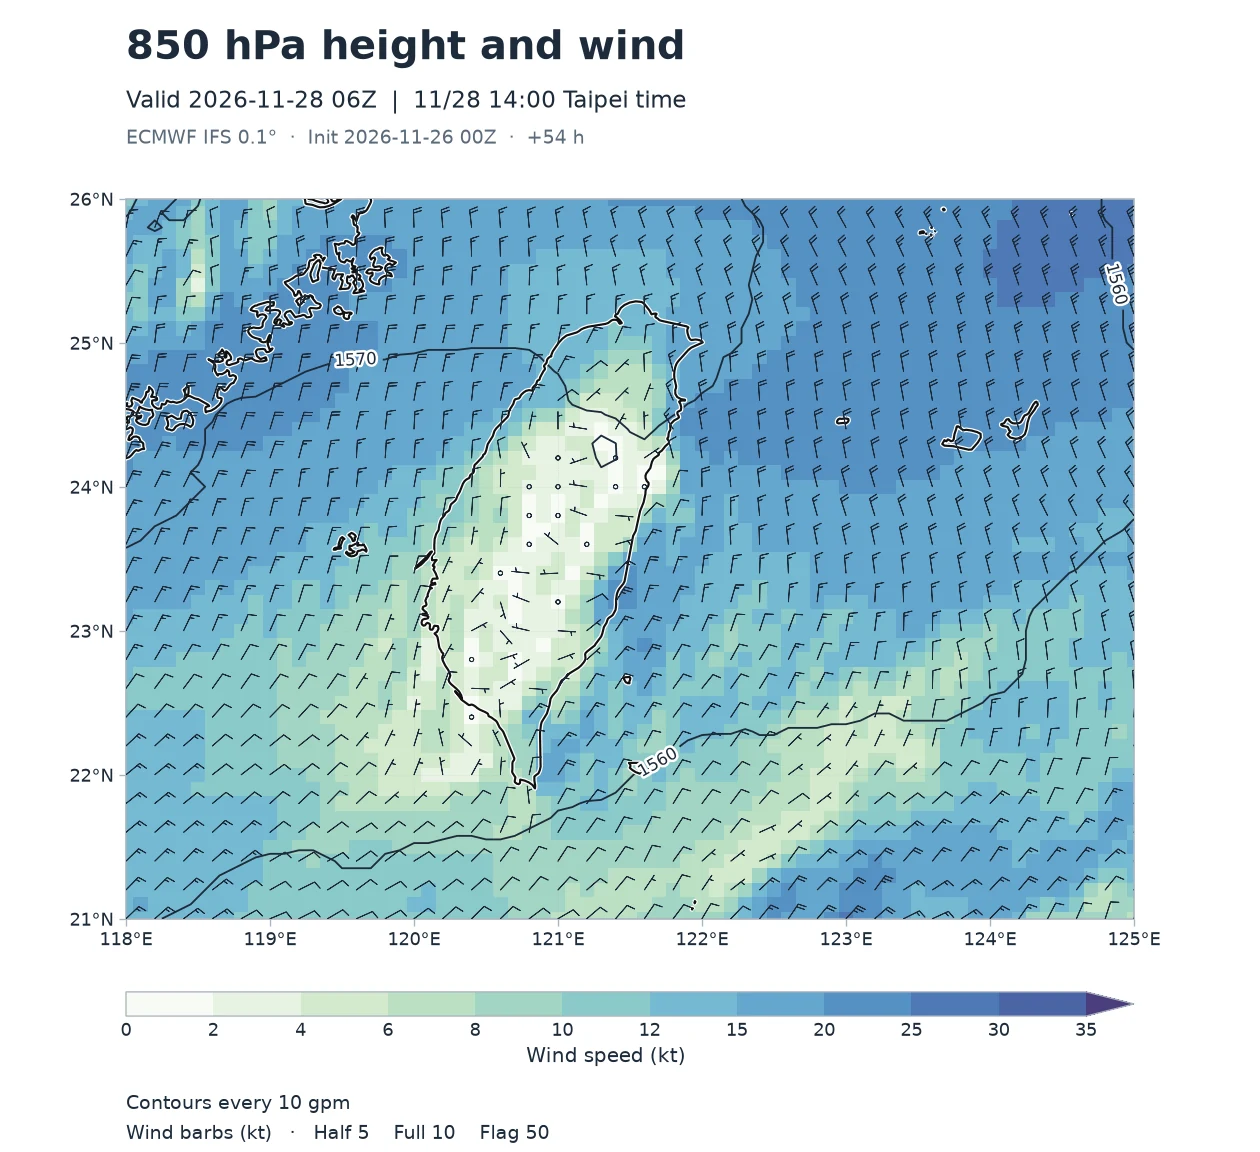 850 hPa height and wind
Valid 2026-11-28 06Z | 11/28 14:00 Taipei time
ECMWF IFS 0.1° · Init 2026-11-26 00Z · +54 h
26°N
25°N
24°N
23°N
22°N
21°N
1570
1560
1560
118°E 119°E 120°E 121°E 122°E 123°E 124°E 125°E
0 2 4 6 8 10 12 15 20 25 30 35
Wind speed (kt)
Contours every 10 gpm
Wind barbs (kt) · Half 5 Full 10 Flag 50